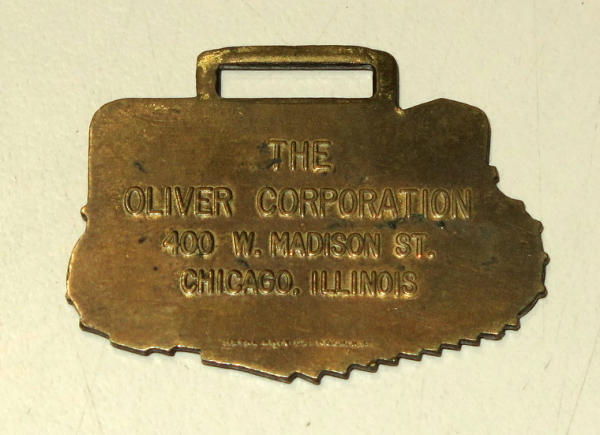 THE
OLIVER CORPORATION
400 W. MADISON ST.
CHICAGO, ILLINOIS